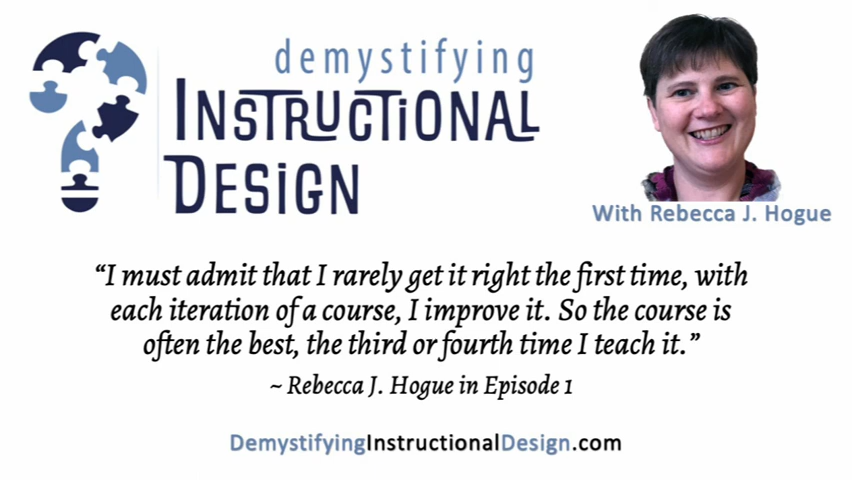 demystifying
INSTRUCTIONAL
DESiGN
With Rebecca J. Hogue
“I must admit that I rarely get it right the first time, with
each iteration of a course, I improve it. So the course is
often the best, the third or fourth time I teach it.”
~ Rebecca J. Hogue in Episode 1
DemystifyingInstructionalDesign.com